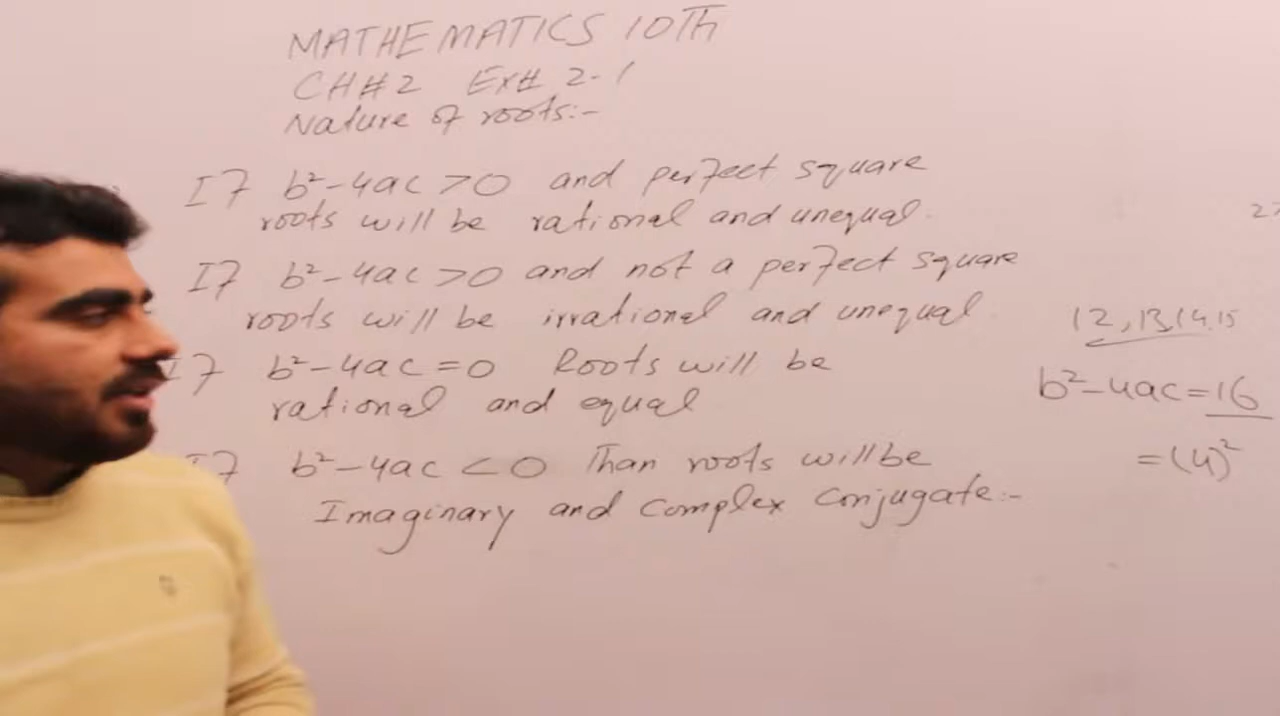 MATHEMATICS 10Th
CH#2 Ex# 2-1
Nature of roots:-
If b²-4ac>0 and perfect square
roots will be rational and unequal.
If b²-4ac>0 and not a perfect square
roots will be irrational and unequal
If b²-4ac=0 Roots will be
rational and equal
If b²-4ac<0 Than roots will be
Imaginary and complex conjugate:-
12,13,14,15
b²-4ac=16
=(4)²